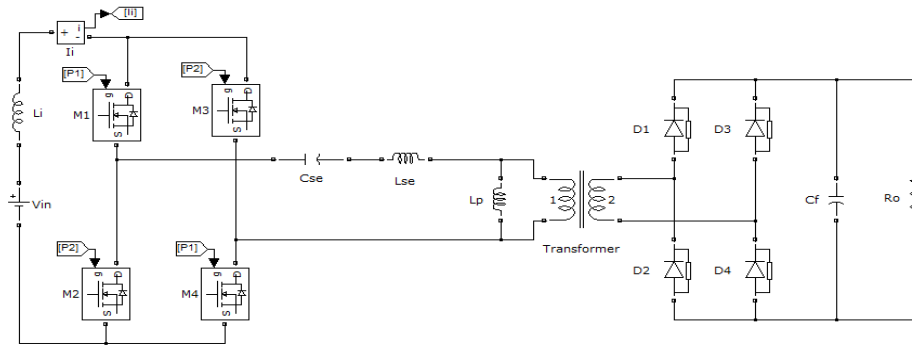 [Ii]
+ i
-
Ii
[P1]
[P2]
g D
S
M1
g D
S
M3
Li
Cse
Lse
Lp
1 2
Transformer
D1
D3
Cf
Ro
+
Vin
[P2]
[P1]
g D
S
M2
g D
S
M4
D2
D4